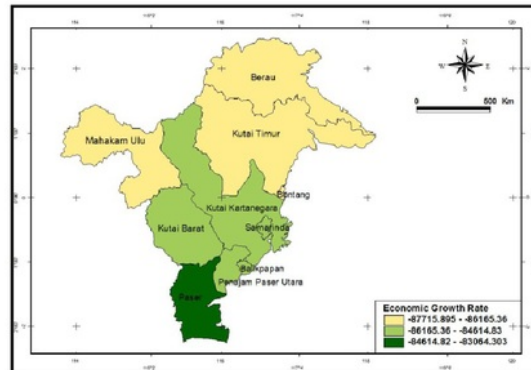 N
W E
S
0 500 Km
Berau
Mahakam Ulu
Kutai Timur
Bontang
Kutai Kartanegara
Kutai Barat
Samarinda
Balikpapan
Penajam Paser Utara
Paser
Economic Growth Rate
-87715.895 - -86165.36
-86165.36 - -84614.83
-84614.82 - -83064.303